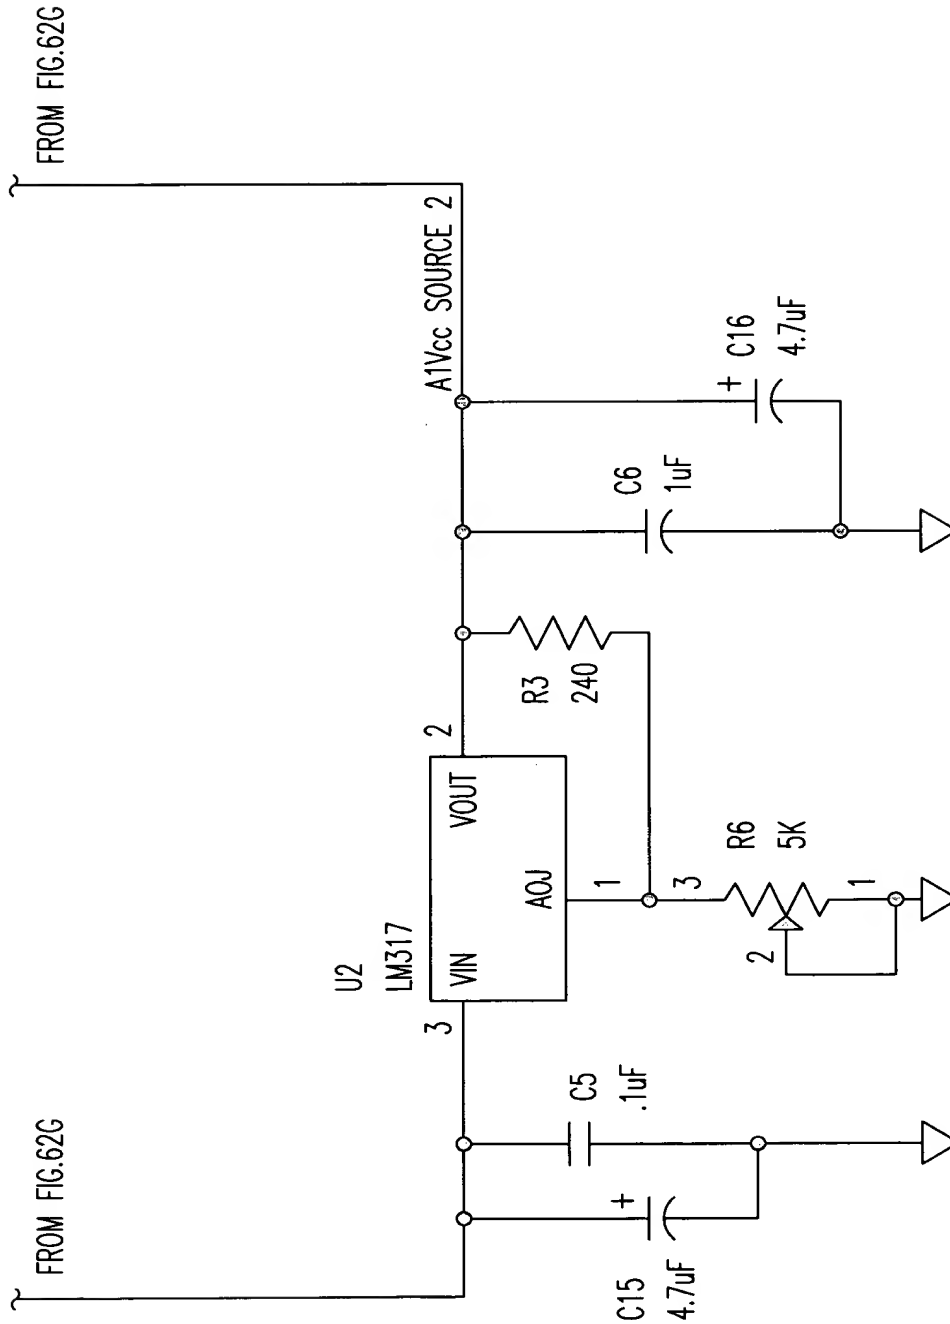 FROM FIG.62G
FROM FIG.62G
A1Vcc SOURCE 2
U2
LM317
3
VIN
VOUT
2
AOJ
1
R3
240
C6
1uF
+
C16
4.7uF
C5
.1uF
+
C15
4.7uF
3
R6
5K
2
1